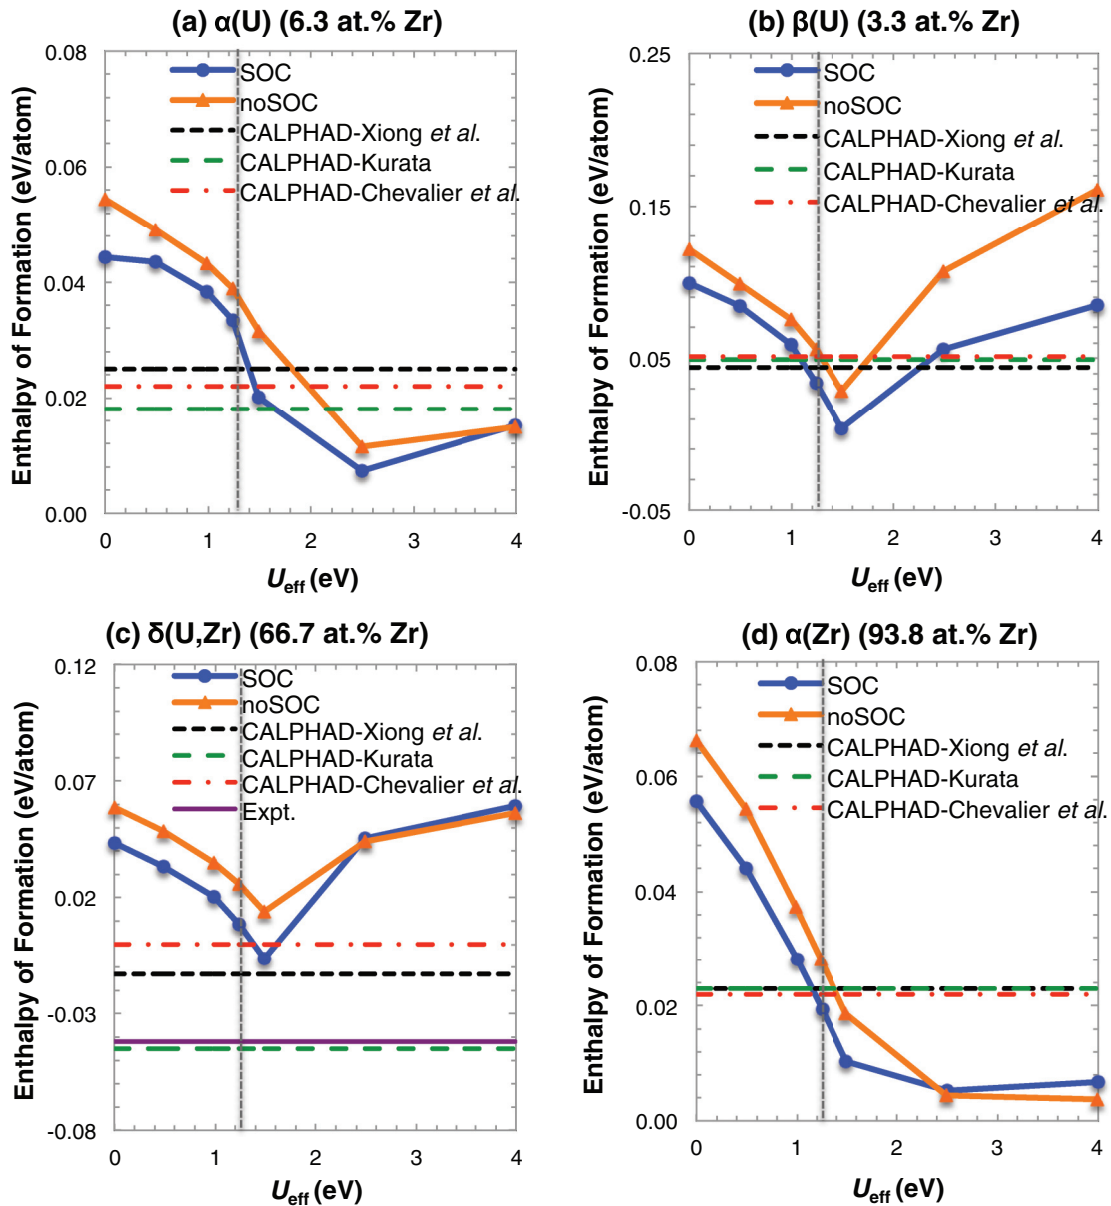 (a) α(U) (6.3 at.% Zr)
Enthalpy of Formation (eV/atom)
0.08
0.06
0.04
0.02
0.00
SOC
noSOC
CALPHAD-Xiong et al.
CALPHAD-Kurata
CALPHAD-Chevalier et al.
0 1 2 3 4
Ueff (eV)
(b) β(U) (3.3 at.% Zr)
Enthalpy of Formation (eV/atom)
0.25
0.15
0.05
-0.05
SOC
noSOC
CALPHAD-Xiong et al.
CALPHAD-Kurata
CALPHAD-Chevalier et al.
0 1 2 3 4
Ueff (eV)
(c) δ(U,Zr) (66.7 at.% Zr)
Enthalpy of Formation (eV/atom)
0.12
0.07
0.02
-0.03
-0.08
SOC
noSOC
CALPHAD-Xiong et al.
CALPHAD-Kurata
CALPHAD-Chevalier et al.
Expt.
0 1 2 3 4
Ueff (eV)
(d) α(Zr) (93.8 at.% Zr)
Enthalpy of Formation (eV/atom)
0.08
0.06
0.04
0.02
0.00
SOC
noSOC
CALPHAD-Xiong et al.
CALPHAD-Kurata
CALPHAD-Chevalier et al.
0 1 2 3 4
Ueff (eV)